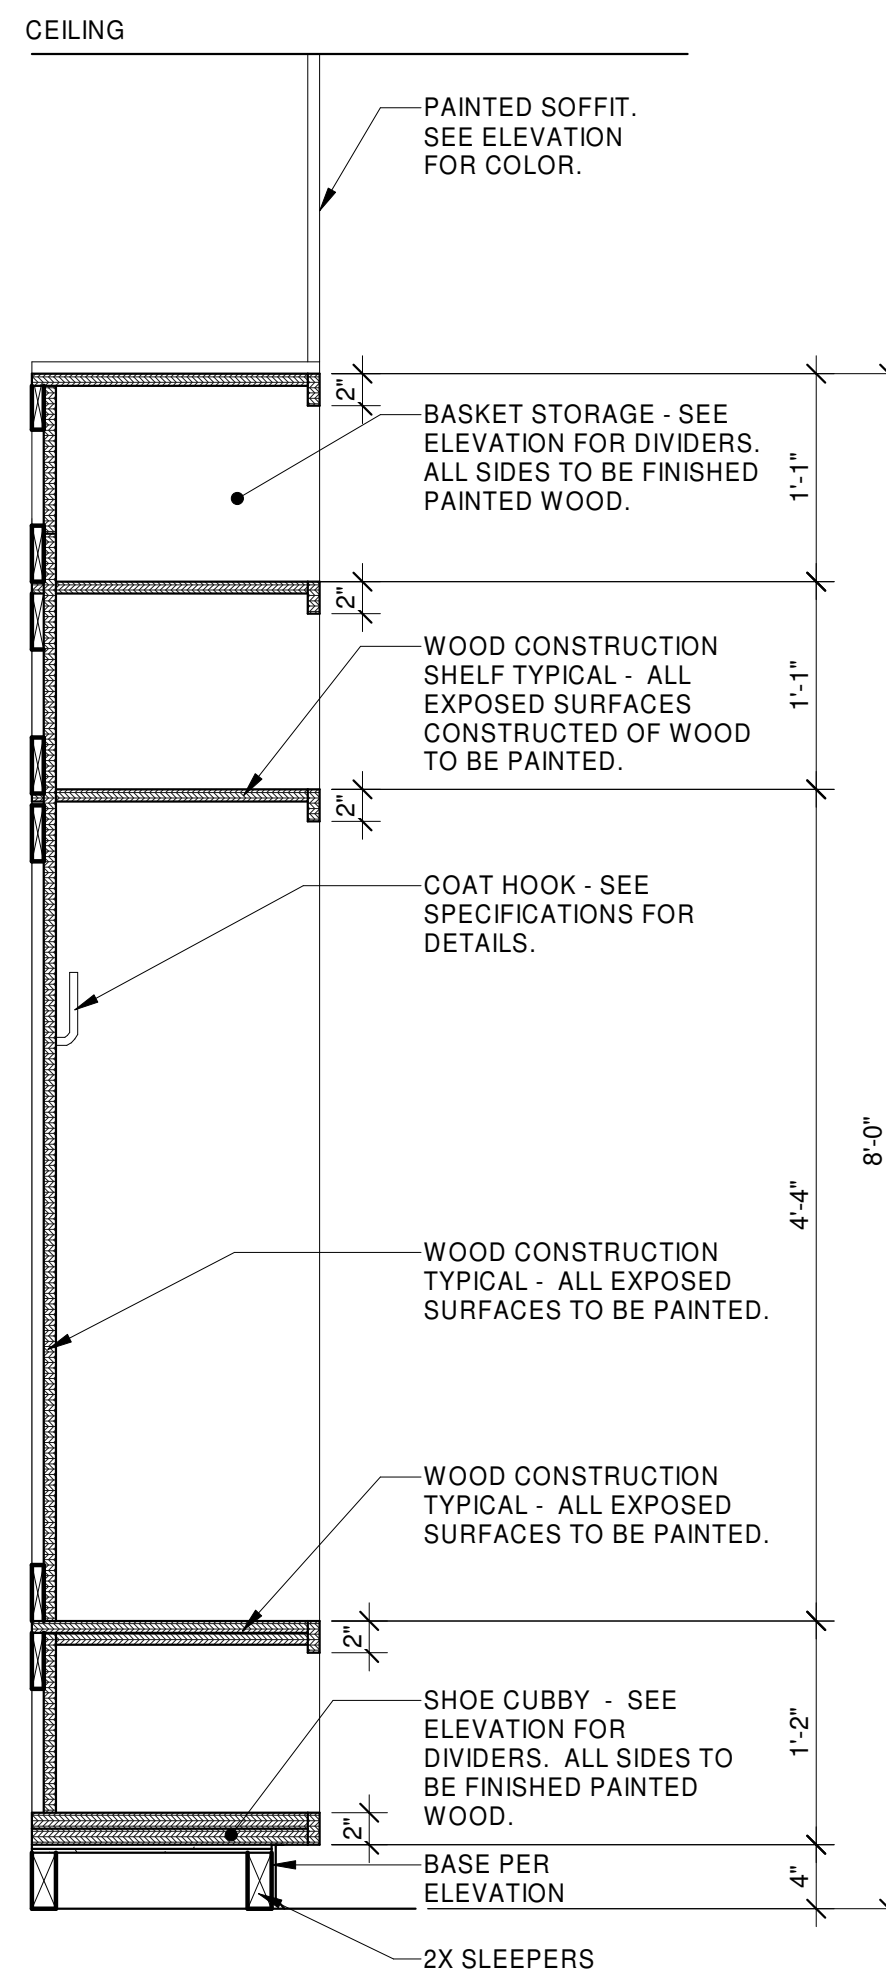 CEILING
PAINTED SOFFIT.
SEE ELEVATION
FOR COLOR.
2"
BASKET STORAGE - SEE
ELEVATION FOR DIVIDERS.
ALL SIDES TO BE FINISHED
PAINTED WOOD.
1'-1"
2"
WOOD CONSTRUCTION
SHELF TYPICAL - ALL
EXPOSED SURFACES
CONSTRUCTED OF WOOD
TO BE PAINTED.
1'-1"
2"
COAT HOOK - SEE
SPECIFICATIONS FOR
DETAILS.
8'-0"
4'-4"
WOOD CONSTRUCTION
TYPICAL - ALL EXPOSED
SURFACES TO BE PAINTED.
WOOD CONSTRUCTION
TYPICAL - ALL EXPOSED
SURFACES TO BE PAINTED.
2"
SHOE CUBBY - SEE
ELEVATION FOR
DIVIDERS. ALL SIDES TO
BE FINISHED PAINTED
WOOD.
1'-2"
2"
BASE PER
ELEVATION
4"
2X SLEEPERS